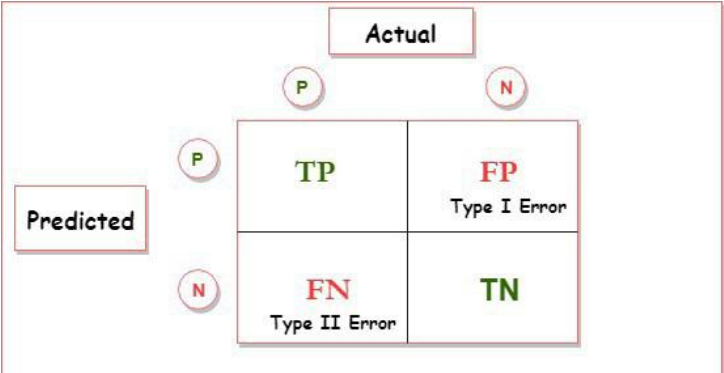 Actual
P
N
P
TP
FP
Type I Error
Predicted
N
FN
TN
Type II Error